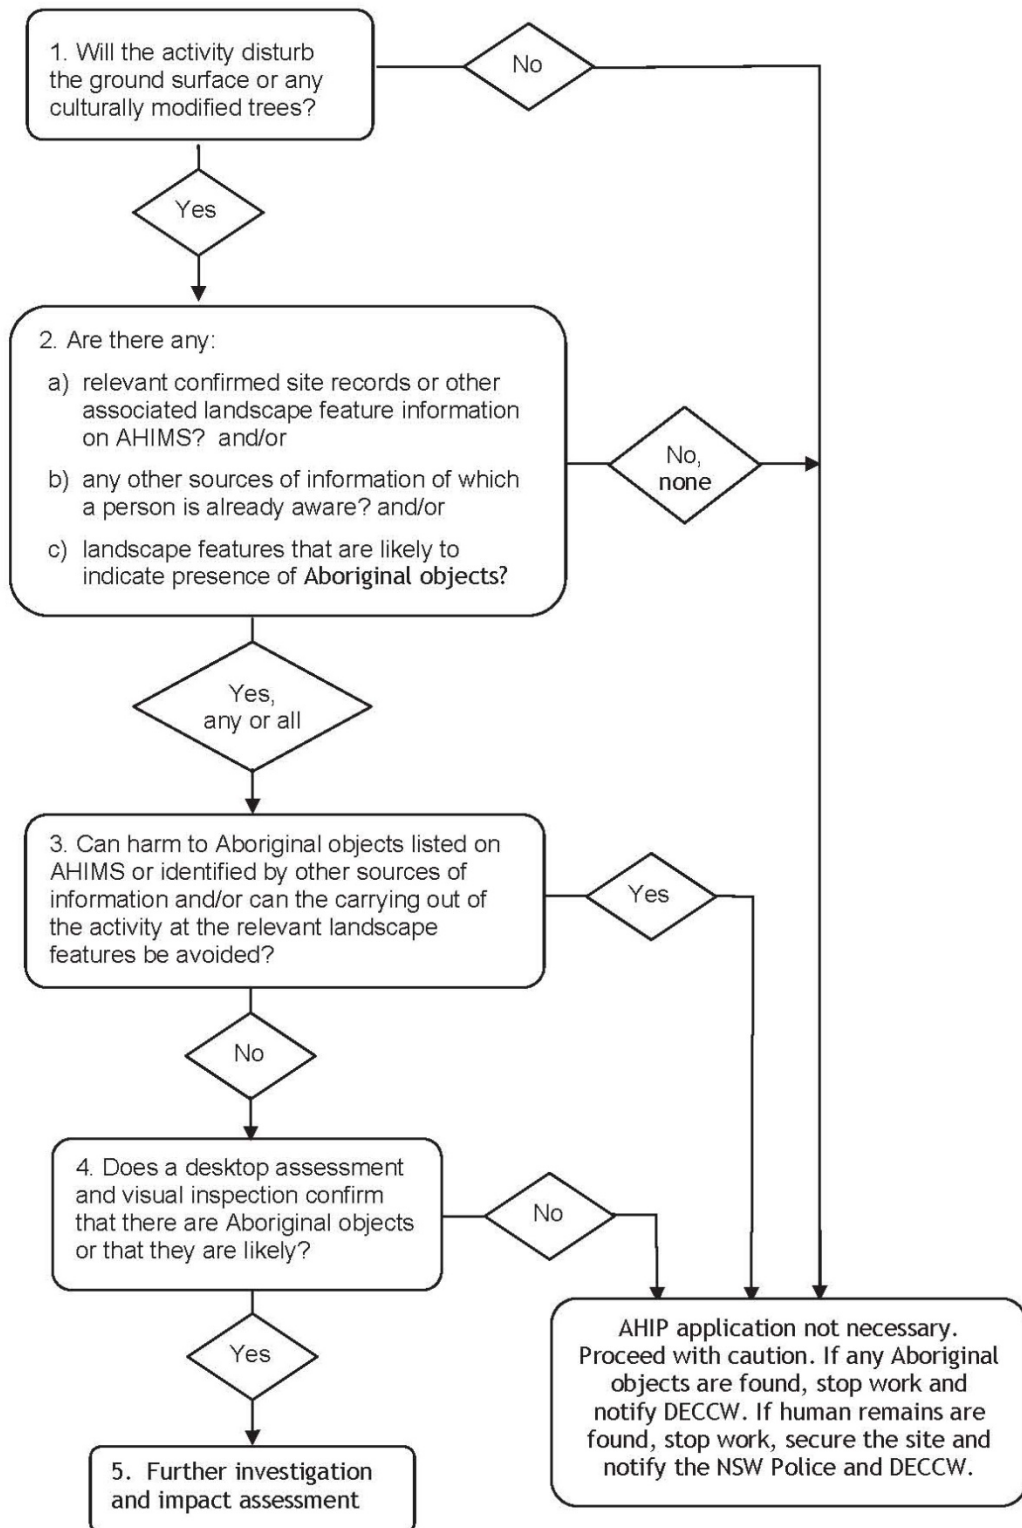 1. Will the activity disturb
the ground surface or any
culturally modified trees?
No
Yes
2. Are there any:
a) relevant confirmed site records or other
associated landscape feature information
on AHIMS? and/or
b) any other sources of information of which
a person is already aware? and/or
c) landscape features that are likely to
indicate presence of Aboriginal objects?
No,
none
Yes,
any or all
3. Can harm to Aboriginal objects listed on
AHIMS or identified by other sources of
information and/or can the carrying out of
the activity at the relevant landscape
features be avoided?
Yes
No
4. Does a desktop assessment
and visual inspection confirm
that there are Aboriginal objects
or that they are likely?
No
Yes
AHIP application not necessary.
Proceed with caution. If any Aboriginal
objects are found, stop work and
notify DECCW. If human remains are
found, stop work, secure the site and
notify the NSW Police and DECCW.
5. Further investigation
and impact assessment